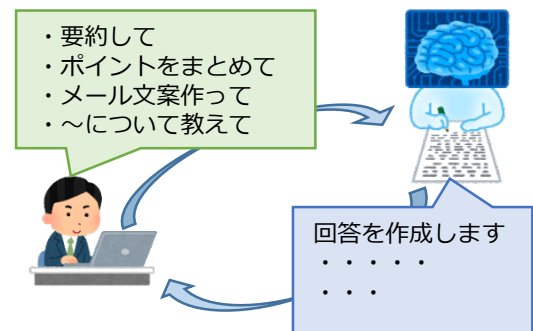 ・要約して
・ポイントをまとめて
・メール文案作って
・～について教えて
回答を作成します
・・・・・
・・・